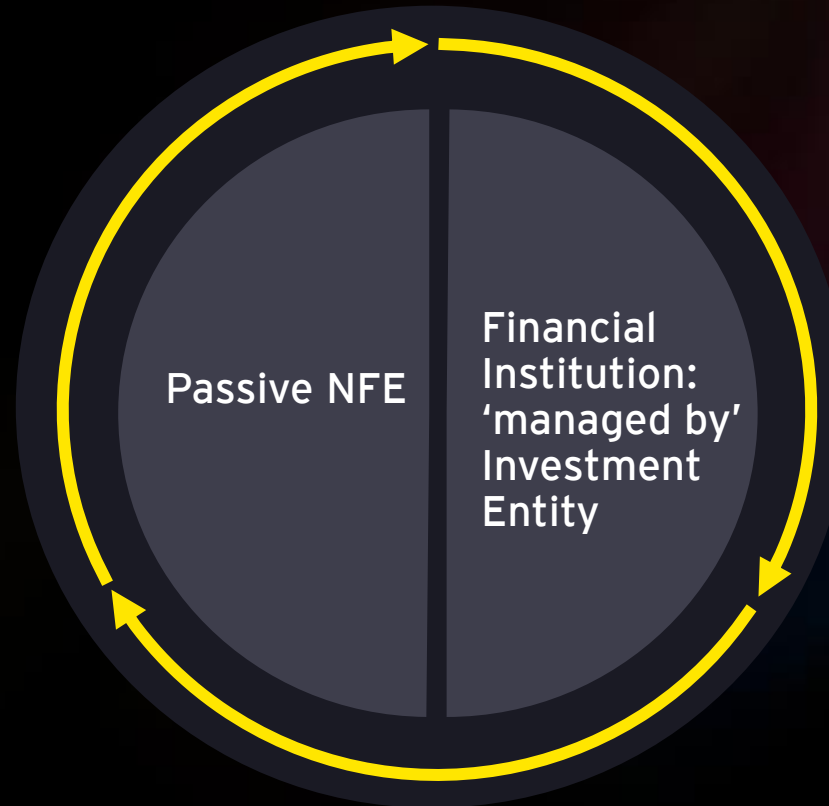 Passive NFE
Financial
Institution:
‘managed by’
Investment
Entity